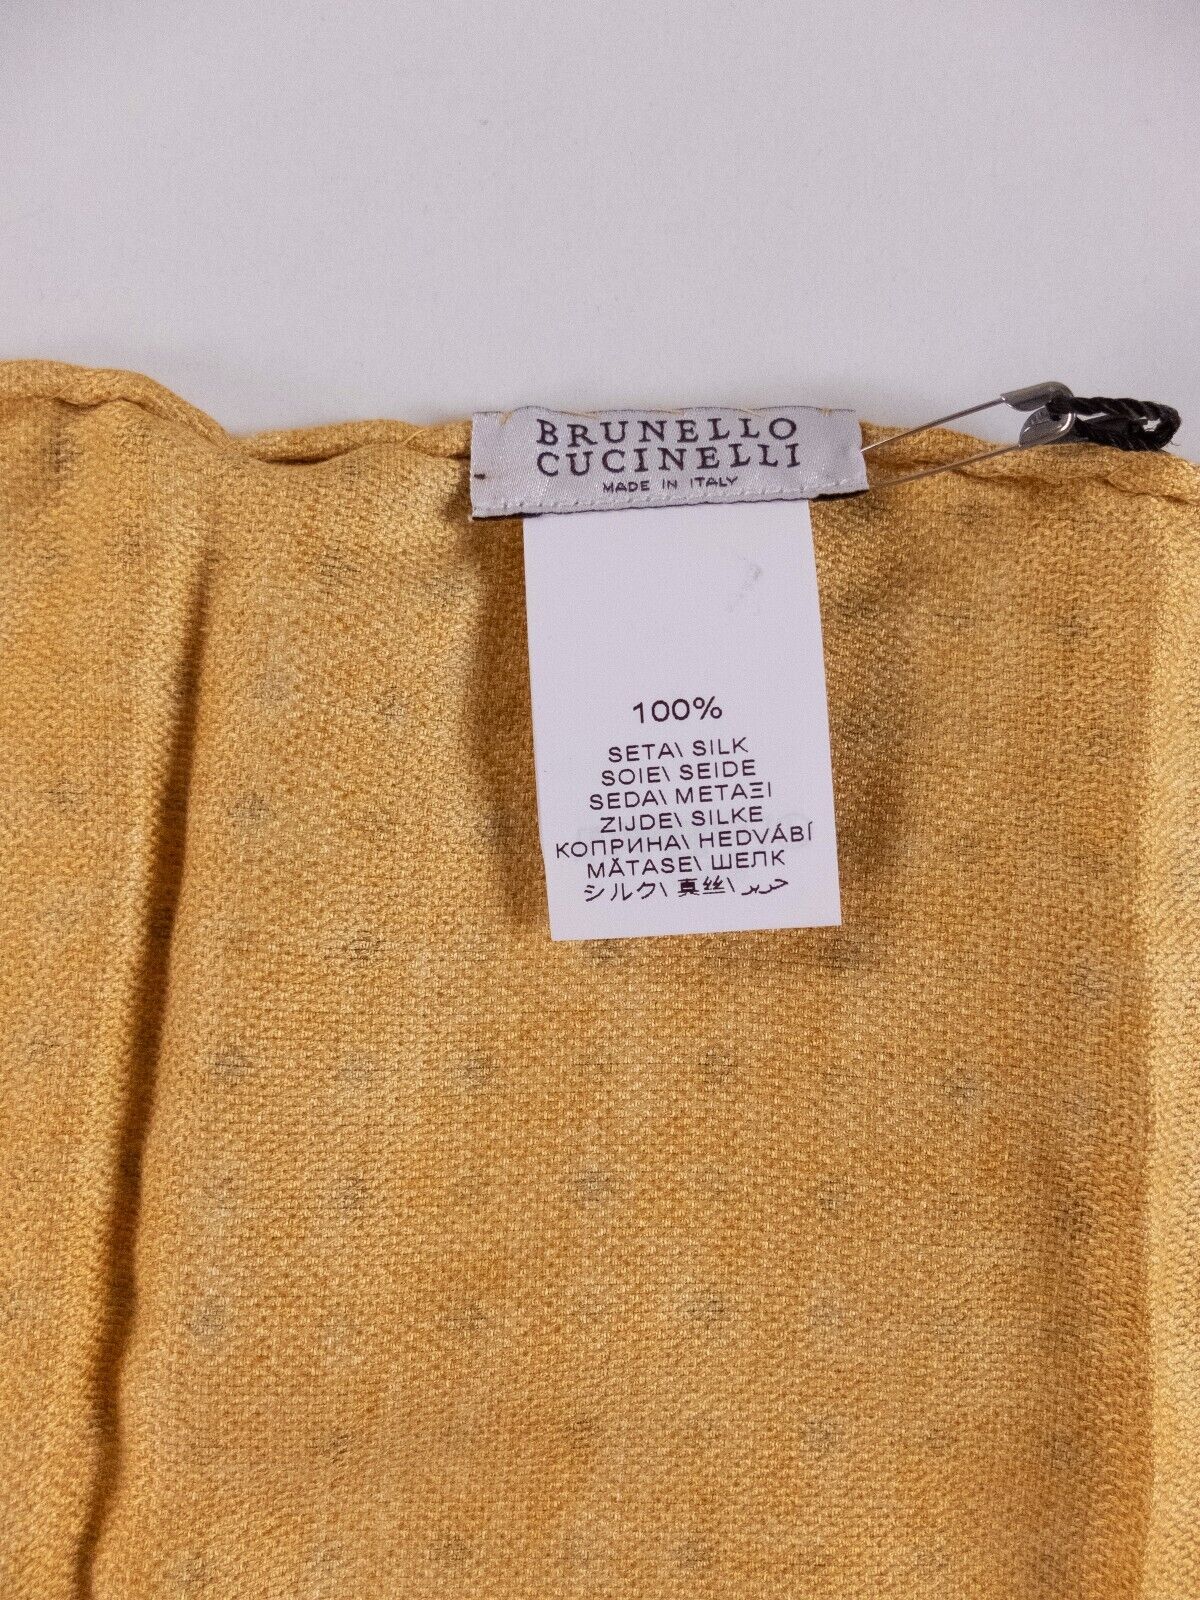 BRUNELLO
CUCINELLI
MADE IN ITALY
100%
SETA\ SILK
SOIE\ SEIDE
SEDA\ METAΞI
ZIJDE\ SILKE
КОПРИНА\ HEDVÁBÍ
MĂTASE\ ШЕЛК
シルク\ 真丝\ حرير